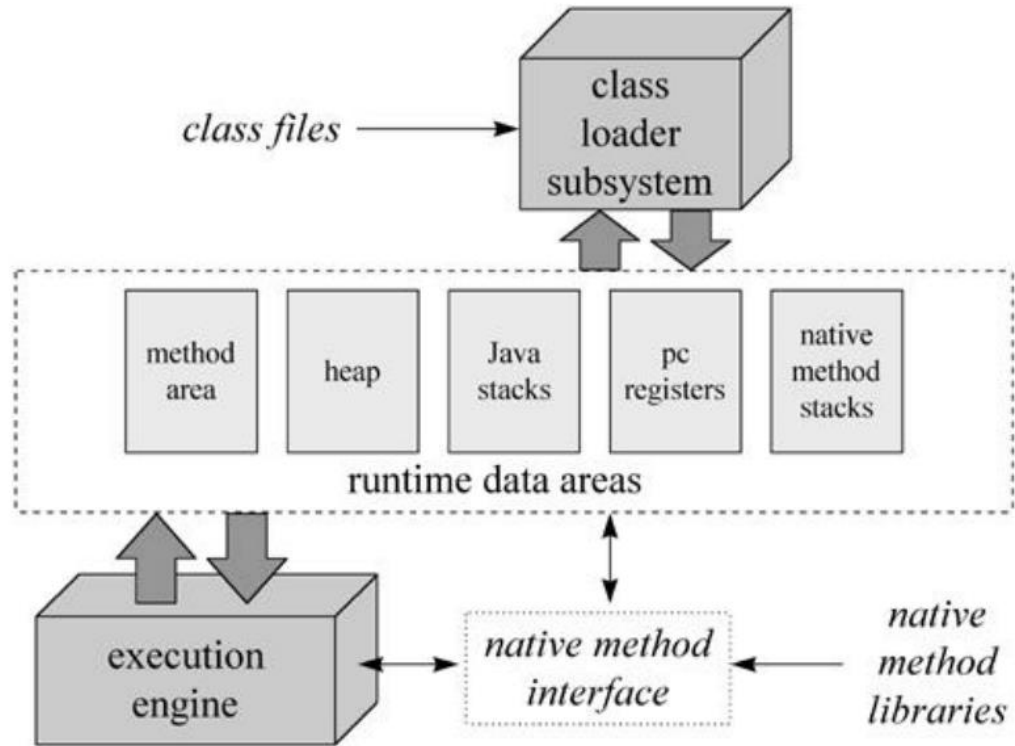 class
loader
subsystem
class files
method
area
heap
Java
stacks
pc
registers
native
method
stacks
runtime data areas
execution
engine
native method
interface
native
method
libraries